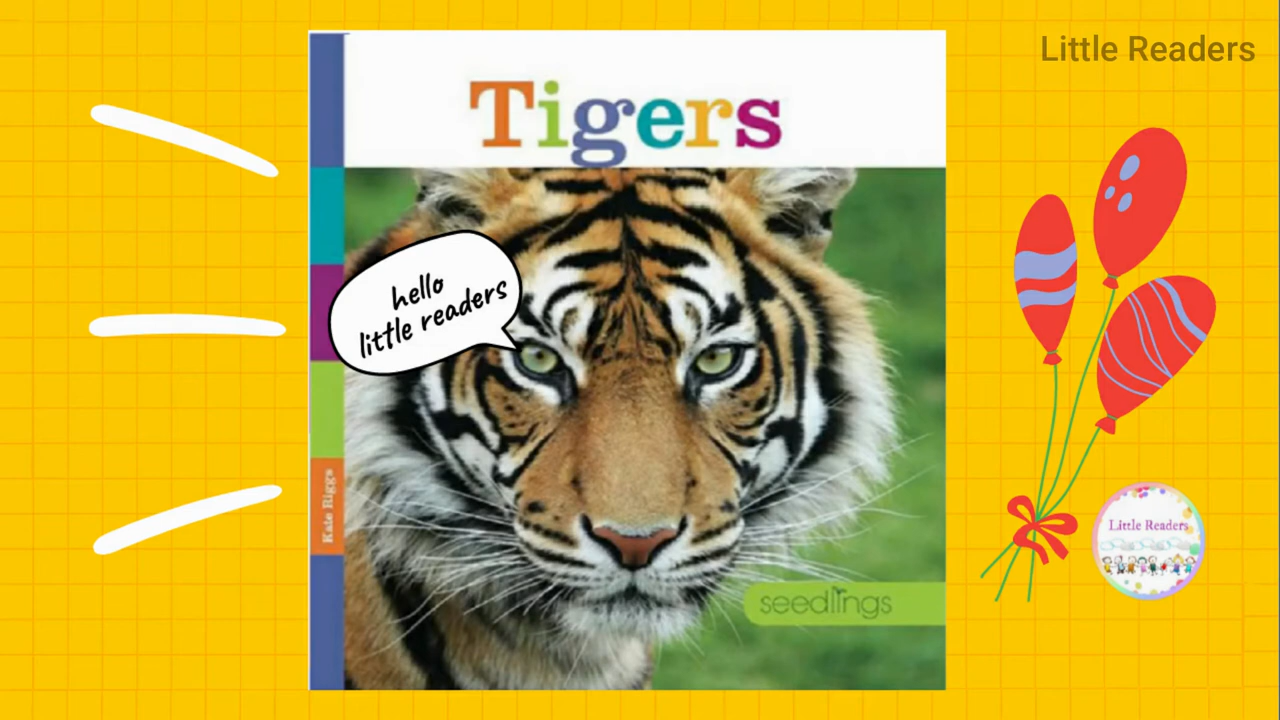 Little Readers
Tigers
hello
little readers
Kate Riggs
Little Readers
seedlings